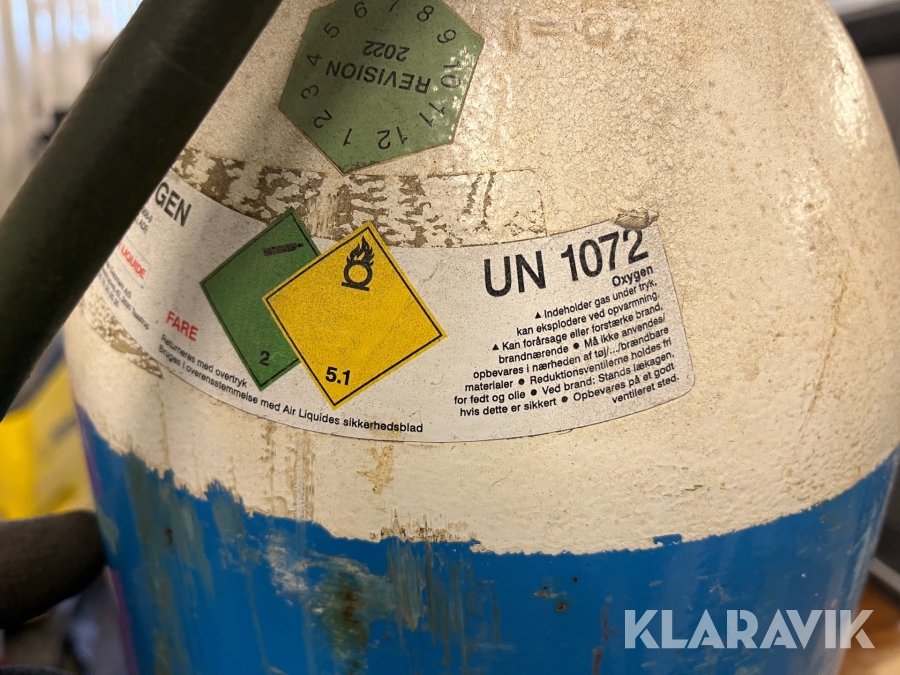 REVISION
2022
1 2 3 4 5 6 7 8 9 10 11 12
GEN
LIQUIDE
FARE
Returneres med overtryk
Bruges i overensstemmelse med Air Liquides sikkerhedsblad
2
5.1
UN 1072
Oxygen
▲ Indeholder gas under tryk,
kan eksplodere ved opvarmning.
▲ Kan forårsage eller forstærke brand,
brandnærende ● Må ikke anvendes/
opbevares i nærheden af tøj/.../brændbare
materialer ● Reduktionsventilerne holdes fri
for fedt og olie ● Ved brand: Stands lækagen,
hvis dette er sikkert ● Opbevares på et godt
ventileret sted.
KLARAVIK